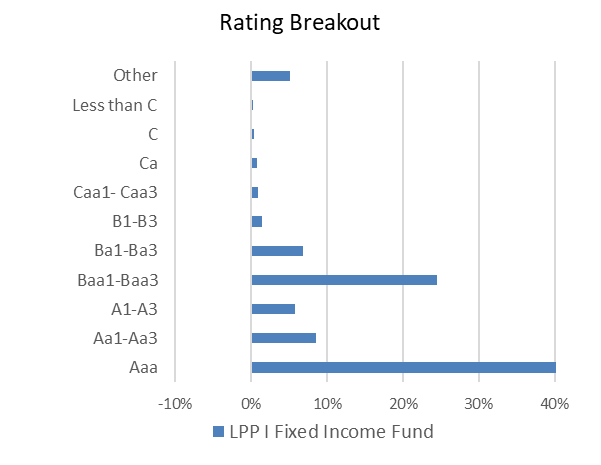 Rating Breakout
Other
Less than C
C
Ca
Caa1- Caa3
B1-B3
Ba1-Ba3
Baa1-Baa3
A1-A3
Aa1-Aa3
Aaa
-10% 0% 10% 20% 30% 40%
LPP I Fixed Income Fund